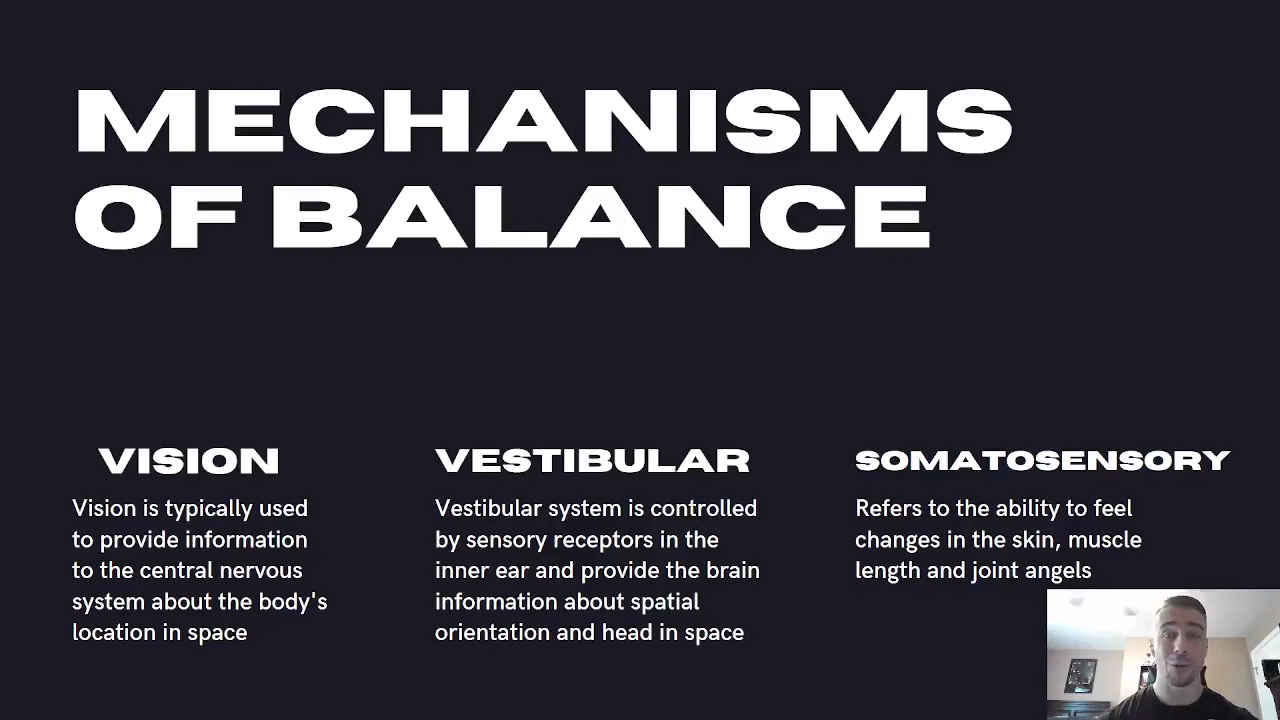 MECHANISMS
OF BALANCE
VISION
Vision is typically used
to provide information
to the central nervous
system about the body's
location in space
VESTIBULAR
Vestibular system is controlled
by sensory receptors in the
inner ear and provide the brain
information about spatial
orientation and head in space
SOMATOSENSORY
Refers to the ability to feel
changes in the skin, muscle
length and joint angels